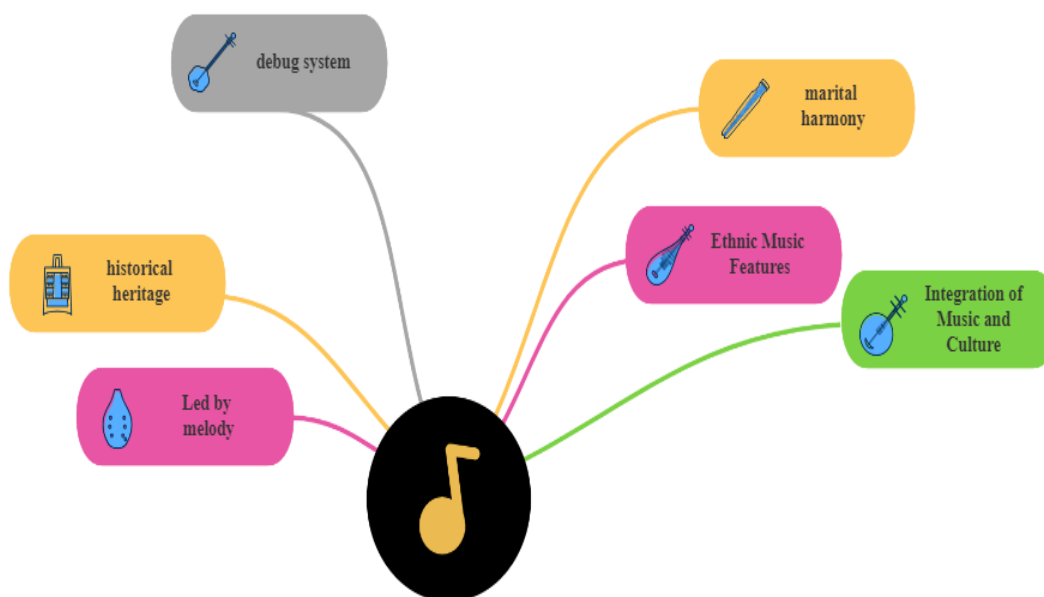 debug system
marital
harmony
Ethnic Music
Features
historical
heritage
Integration of
Music and
Culture
Led by
melody